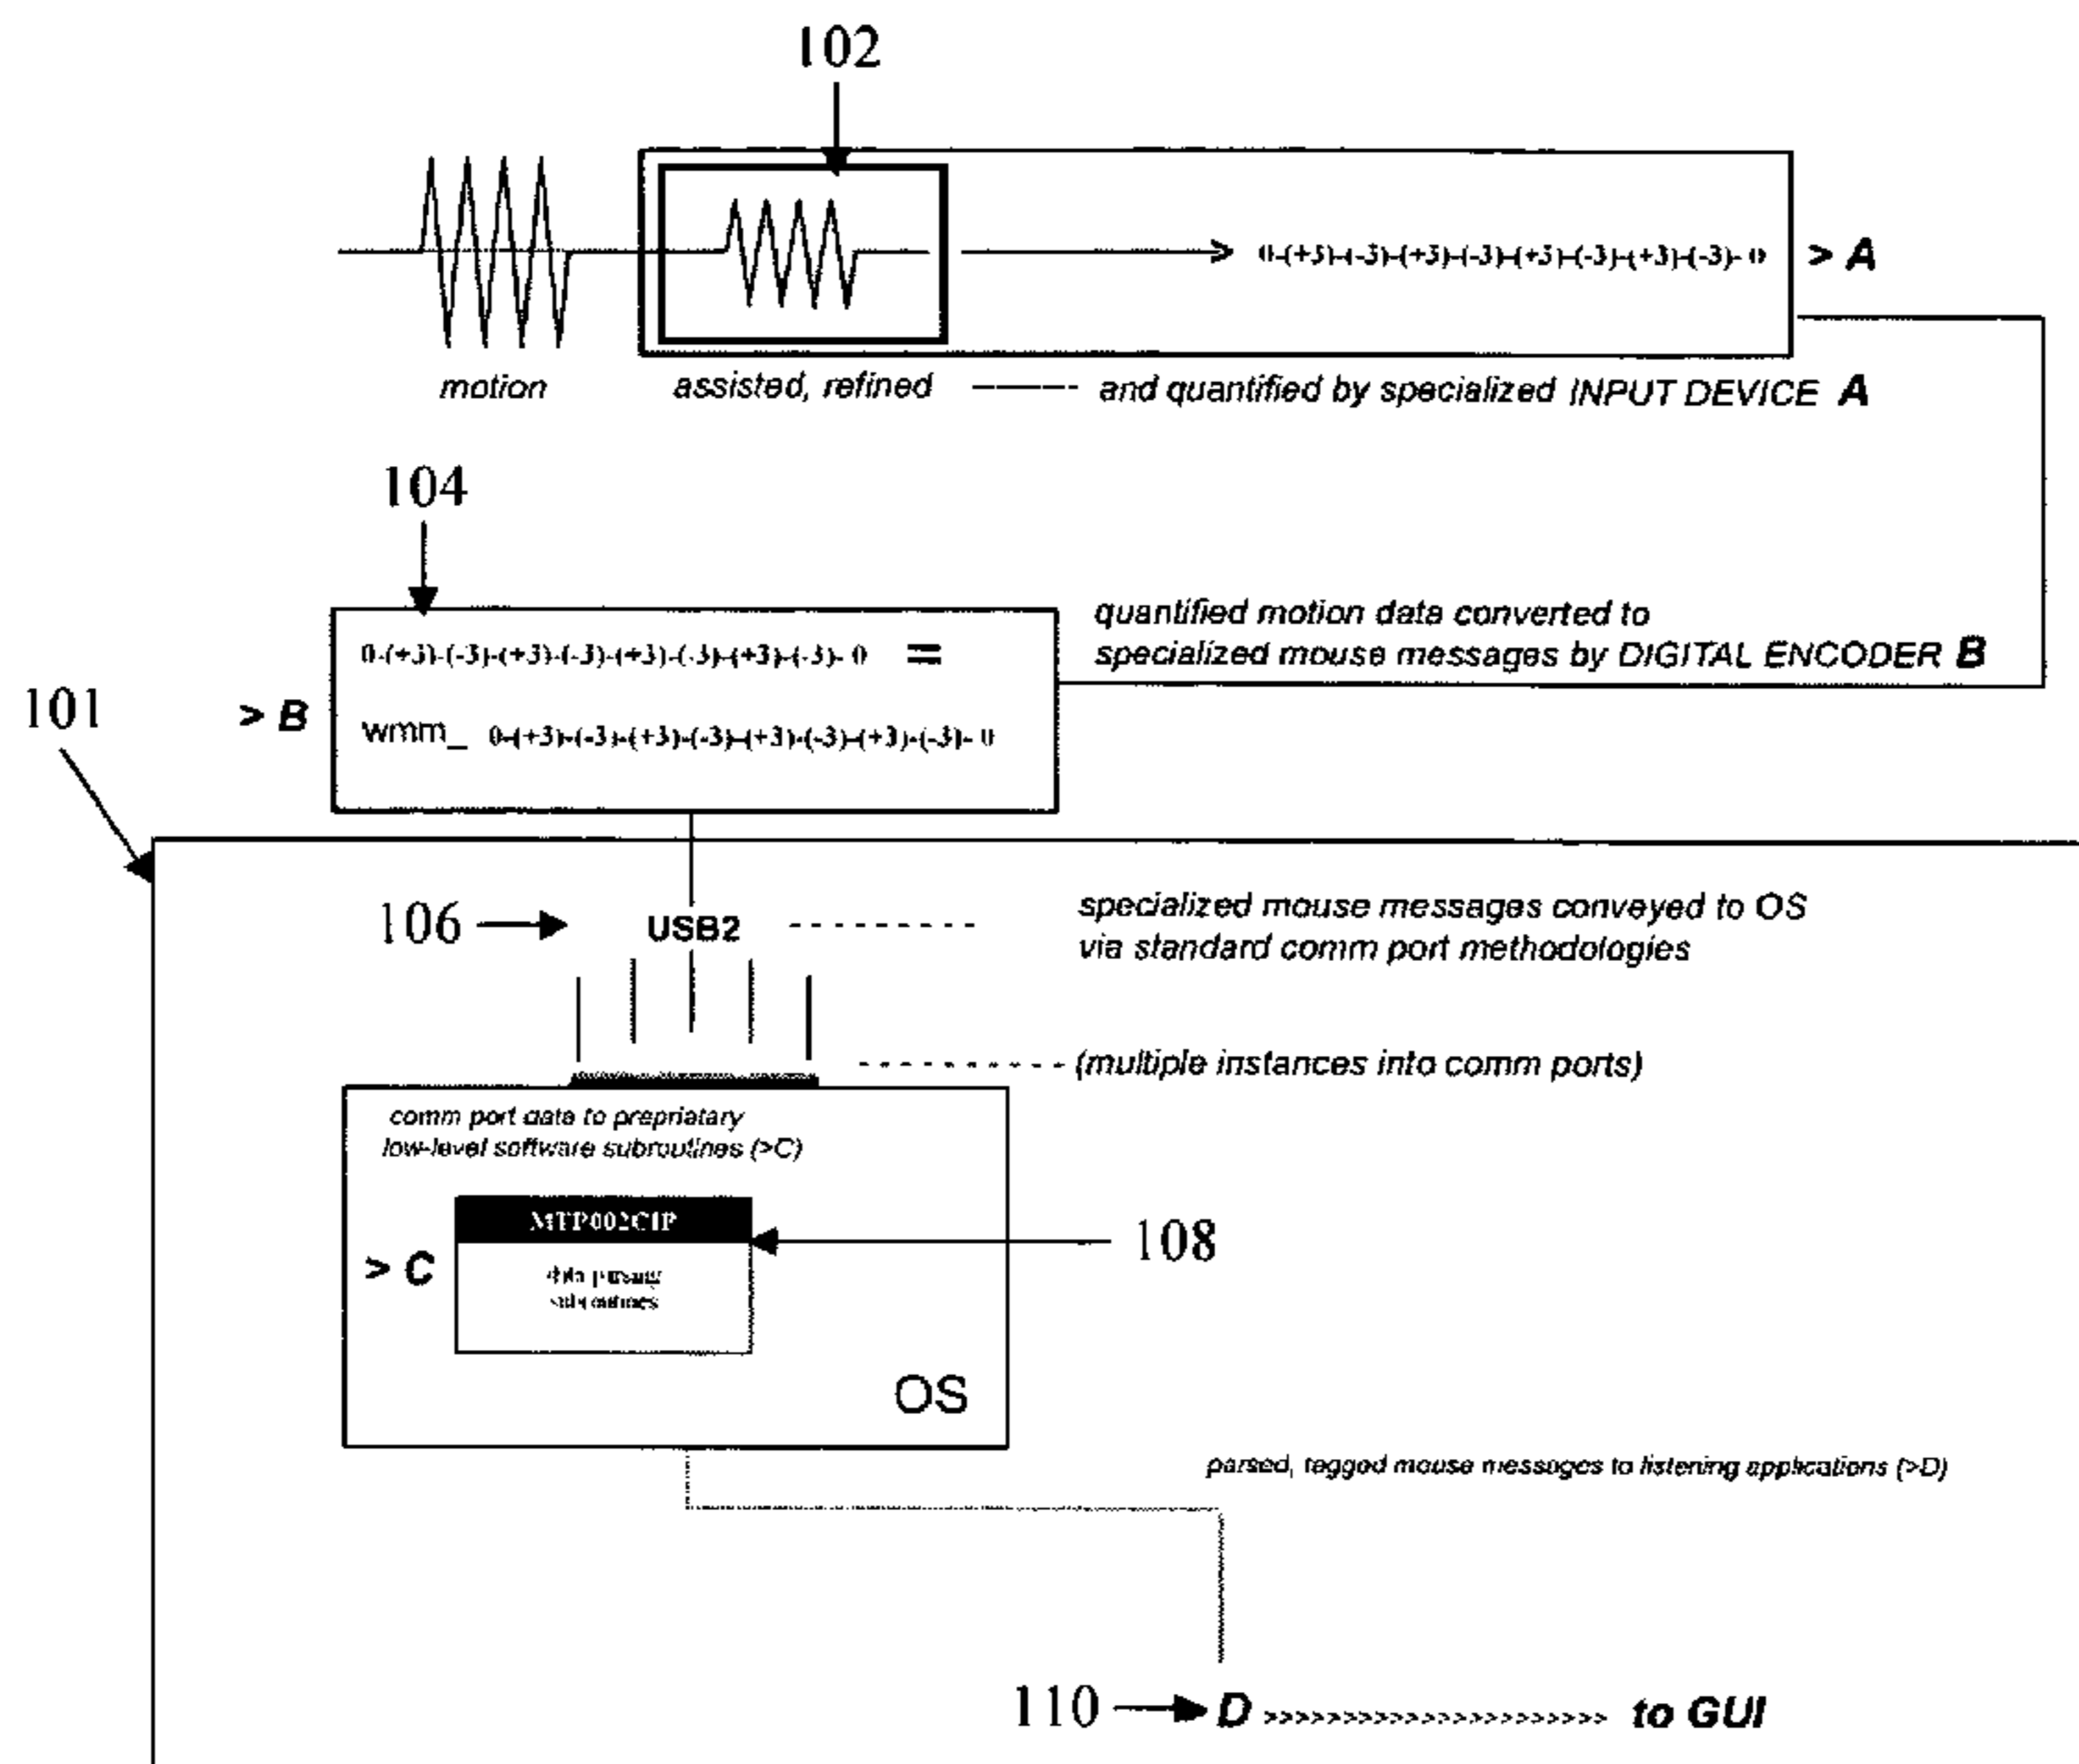 102
0-(+3)-(-3)-(+3)-(-3)-(+3)-(-3)-(+3)-(-3)- 0 > A
motion assisted, refined and quantified by specialized INPUT DEVICE A
104
quantified motion data converted to
specialized mouse messages by DIGITAL ENCODER B
0-(+3)-(-3)-(+3)-(-3)-(+3)-(-3)-(+3)-(-3)- 0 =
101
> B
wmm_ 0-(+3)-(-3)-(+3)-(-3)-(+3)-(-3)-(+3)-(-3)- 0
106 USB2
specialized mouse messages conveyed to OS
via standard comm port methodologies
(multiple instances into comm ports)
comm port data to prepriatary
low-level software subroutines (>C)
MTP002CIP
108
> C
data parsing
subroutines
OS
parsed, tagged mouse messages to listening applications (>D)
110 D >>>>>>>>>>>>>>>>>>>>>> to GUI